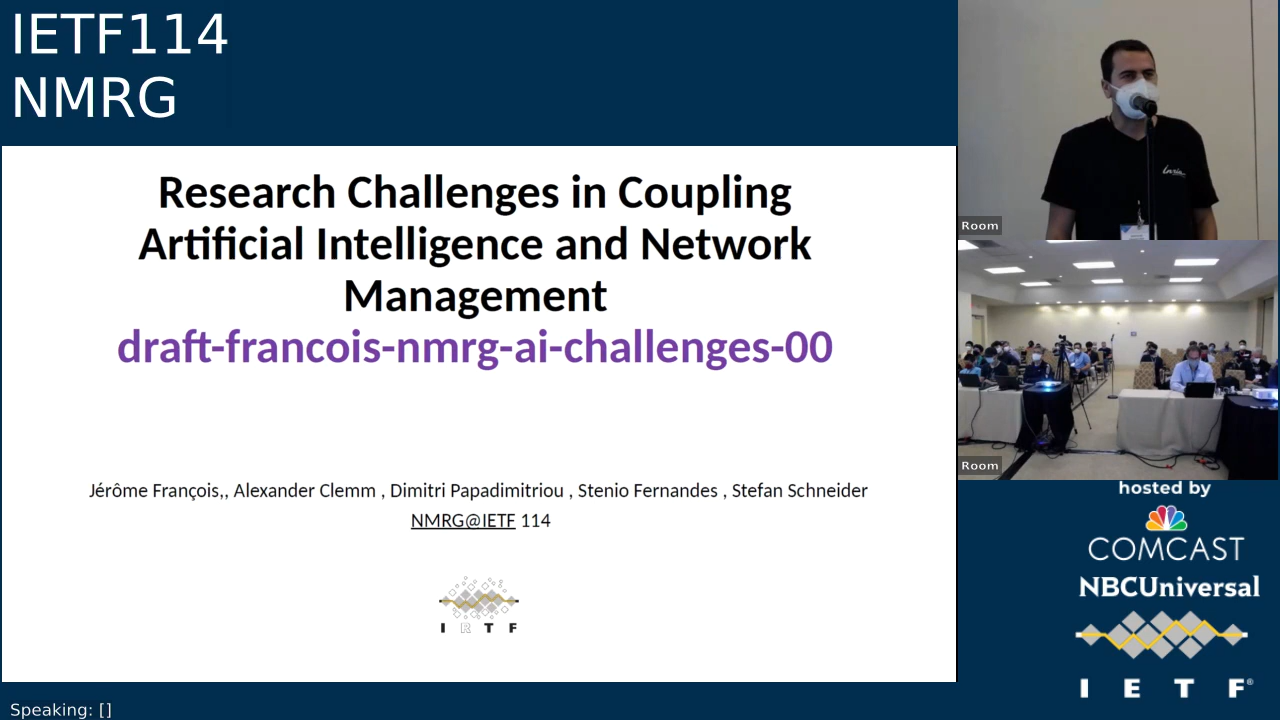 IETF114
NMRG
Research Challenges in Coupling
Artificial Intelligence and Network
Management
draft-francois-nmrg-ai-challenges-00
Jérôme François,, Alexander Clemm , Dimitri Papadimitriou , Stenio Fernandes , Stefan Schneider
NMRG@IETF 114
I R T F
Inria
Room
Room
hosted by
COMCAST
NBCUniversal
I E T F®
Speaking: []